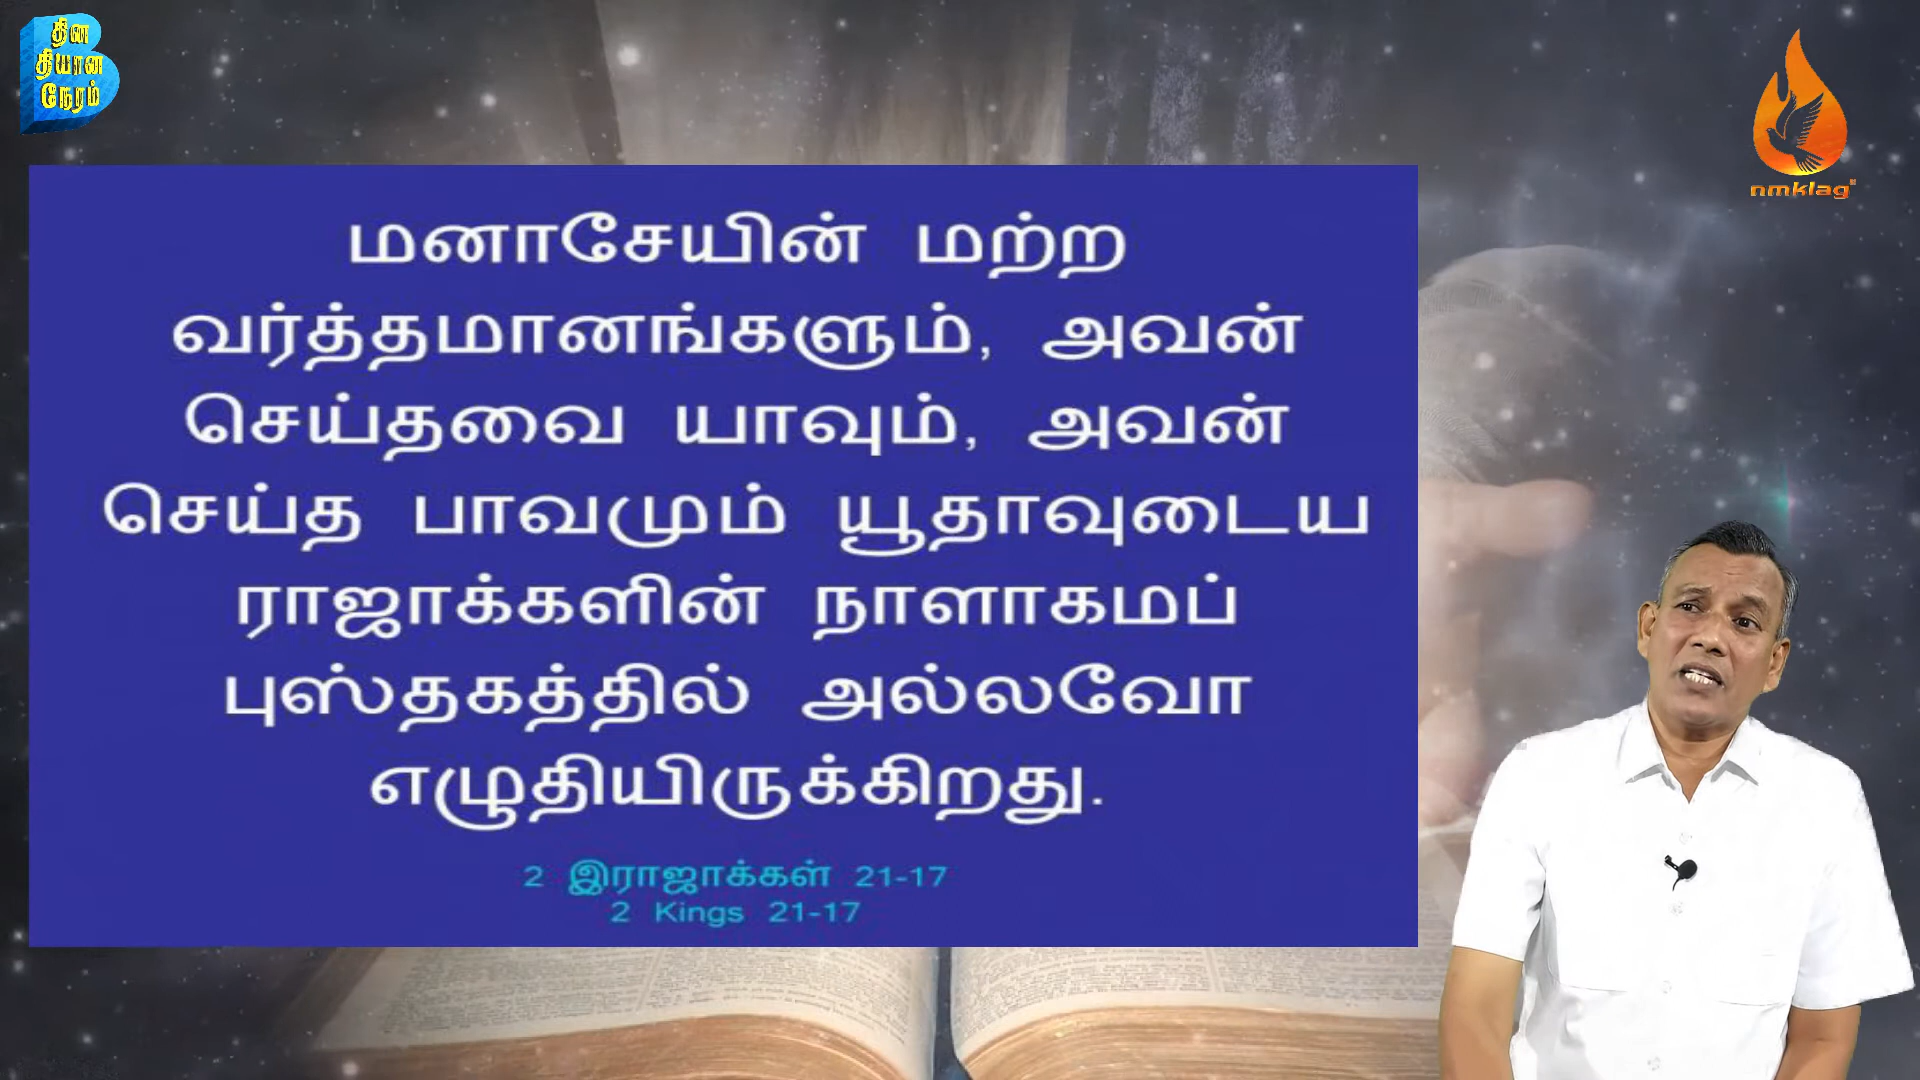 தின
தியான
நேரம்
nmklag
மனாசேயின் மற்ற
வர்த்தமானங்களும், அவன்
செய்தவை யாவும், அவன்
செய்த பாவமும் யூதாவுடைய
ராஜாக்களின் நாளாகமப்
புஸ்தகத்தில் அல்லவோ
எழுதியிருக்கிறது.
2 இராஜாக்கள் 21-17
2 Kings 21-17